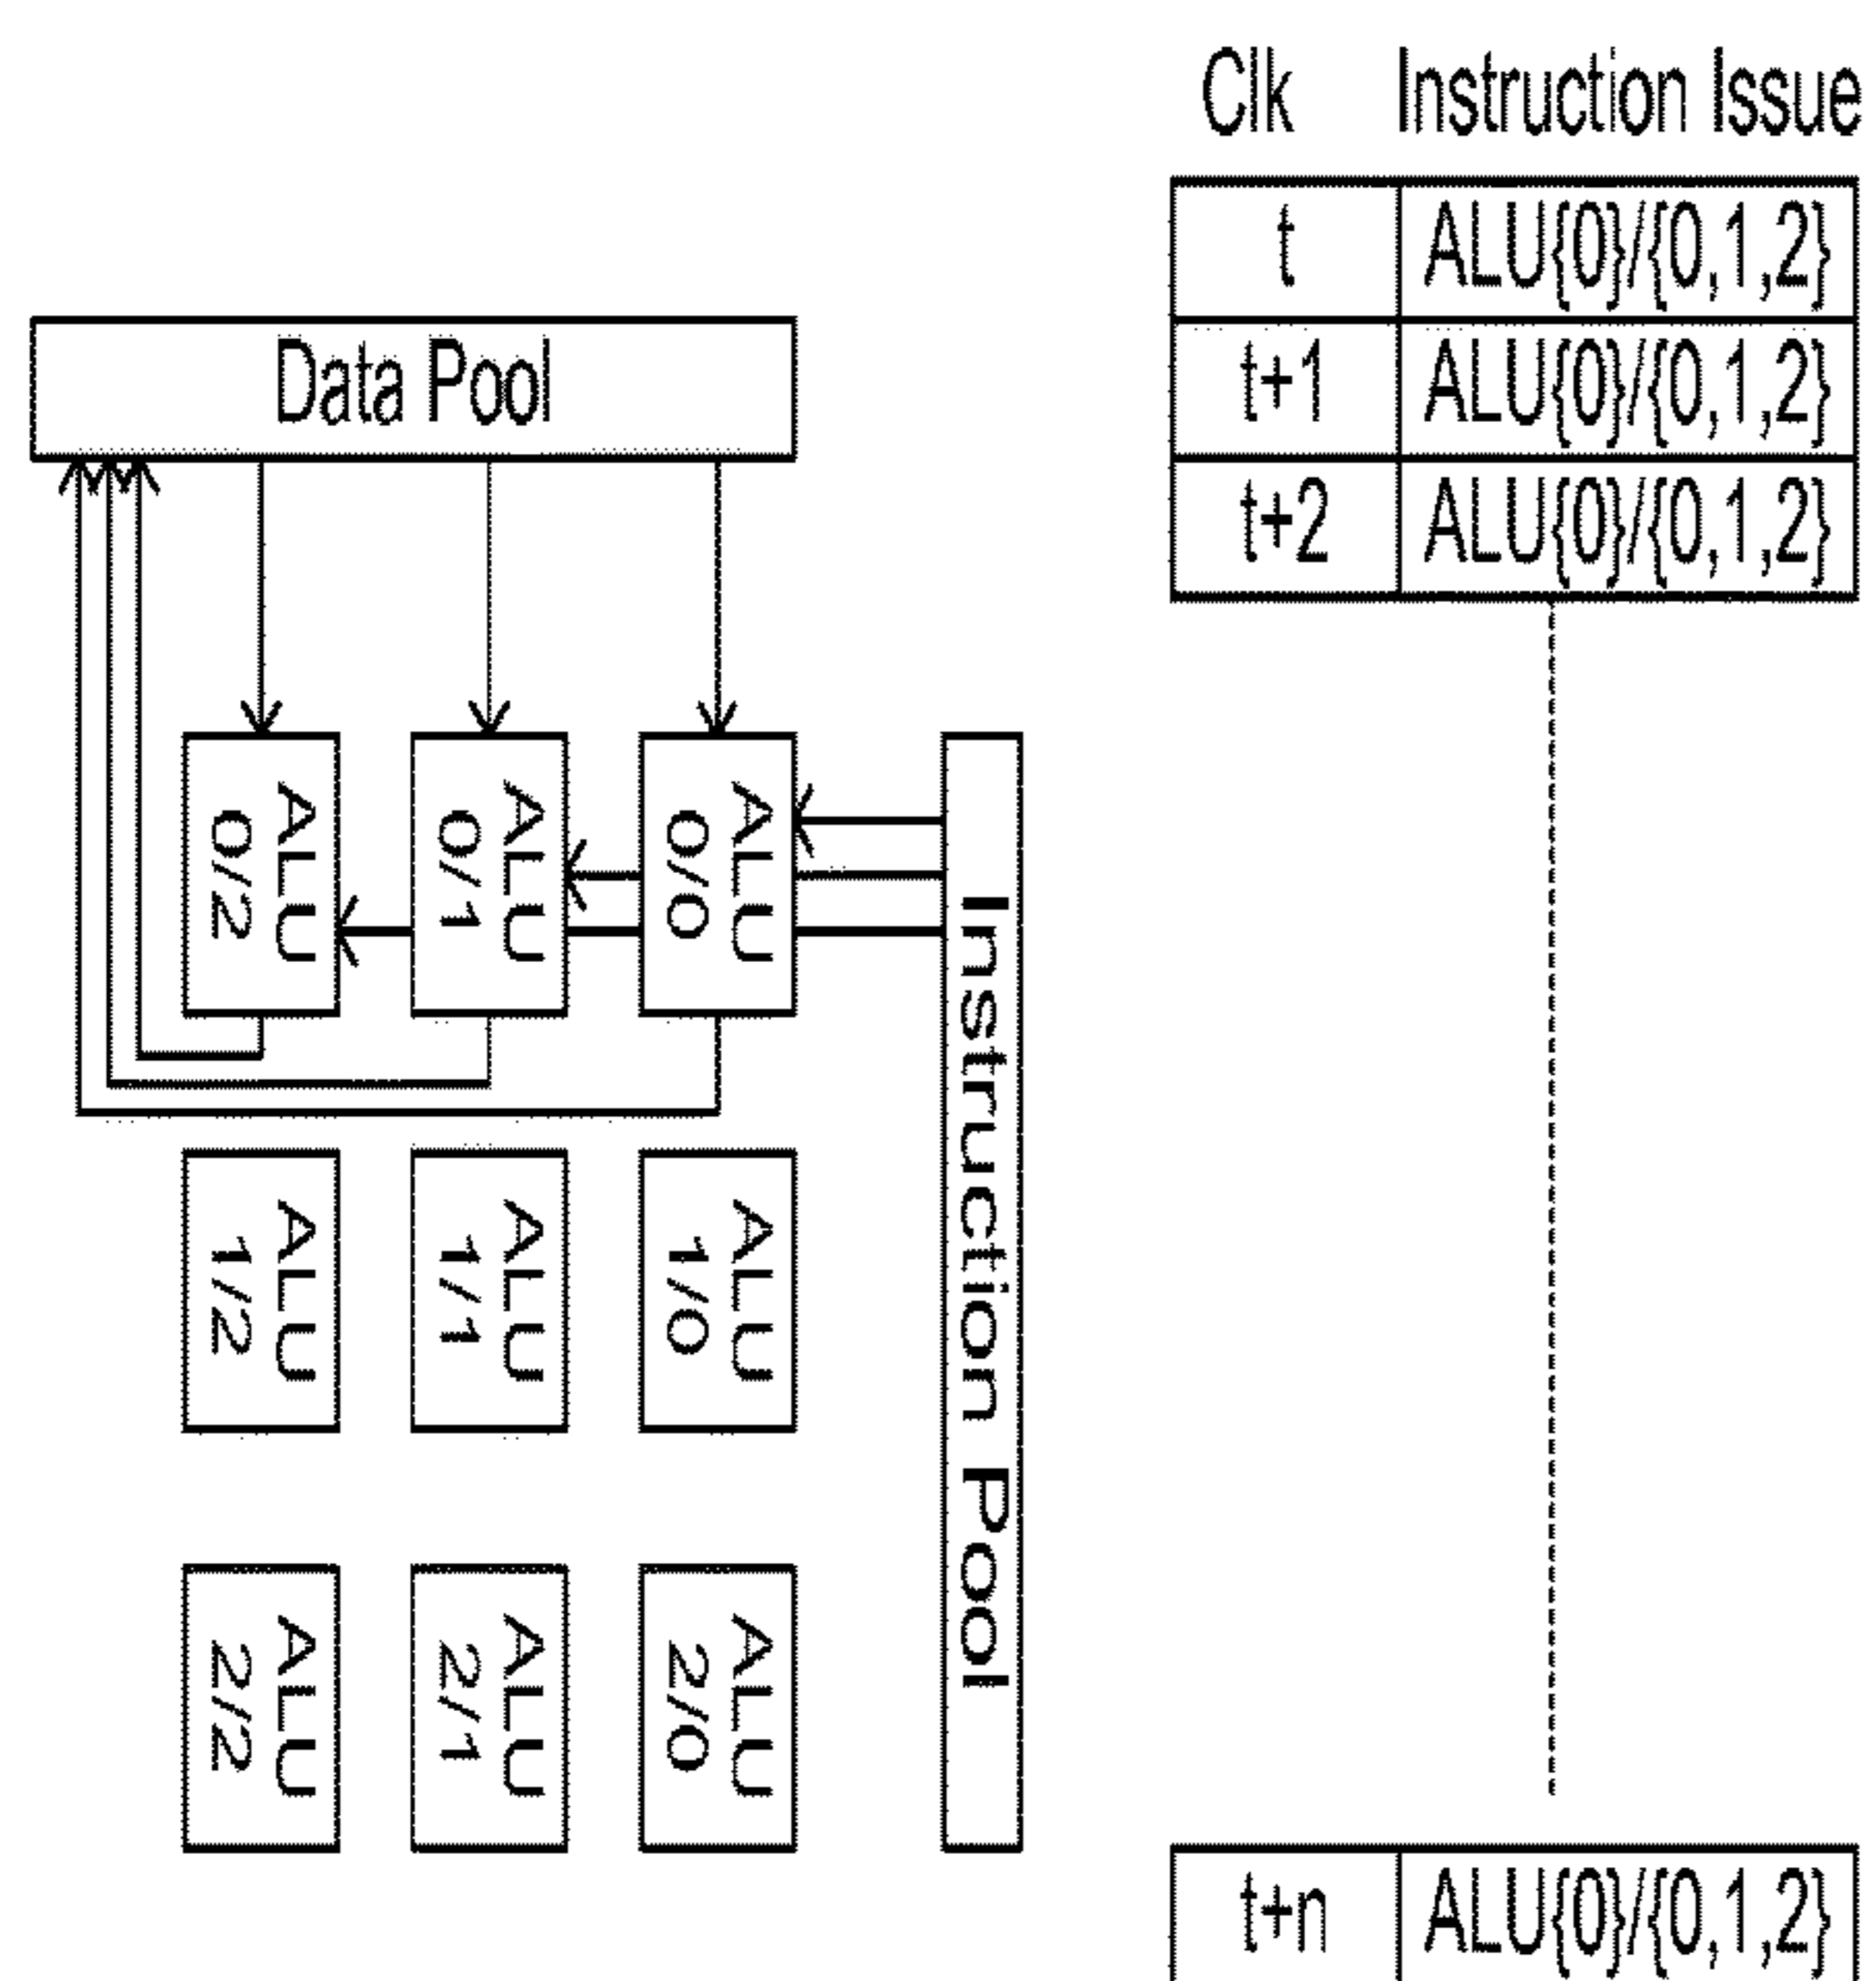 Clk Instruction Issue
t ALU{0}/{0,1,2}
t+1 ALU{0}/{0,1,2}
t+2 ALU{0}/{0,1,2}
t+n ALU{0}/{0,1,2}
Data Pool
ALU
0/2
ALU
0/1
ALU
0/0
Instruction Pool
ALU
1/2
ALU
1/1
ALU
1/0
ALU
2/2
ALU
2/1
ALU
2/0